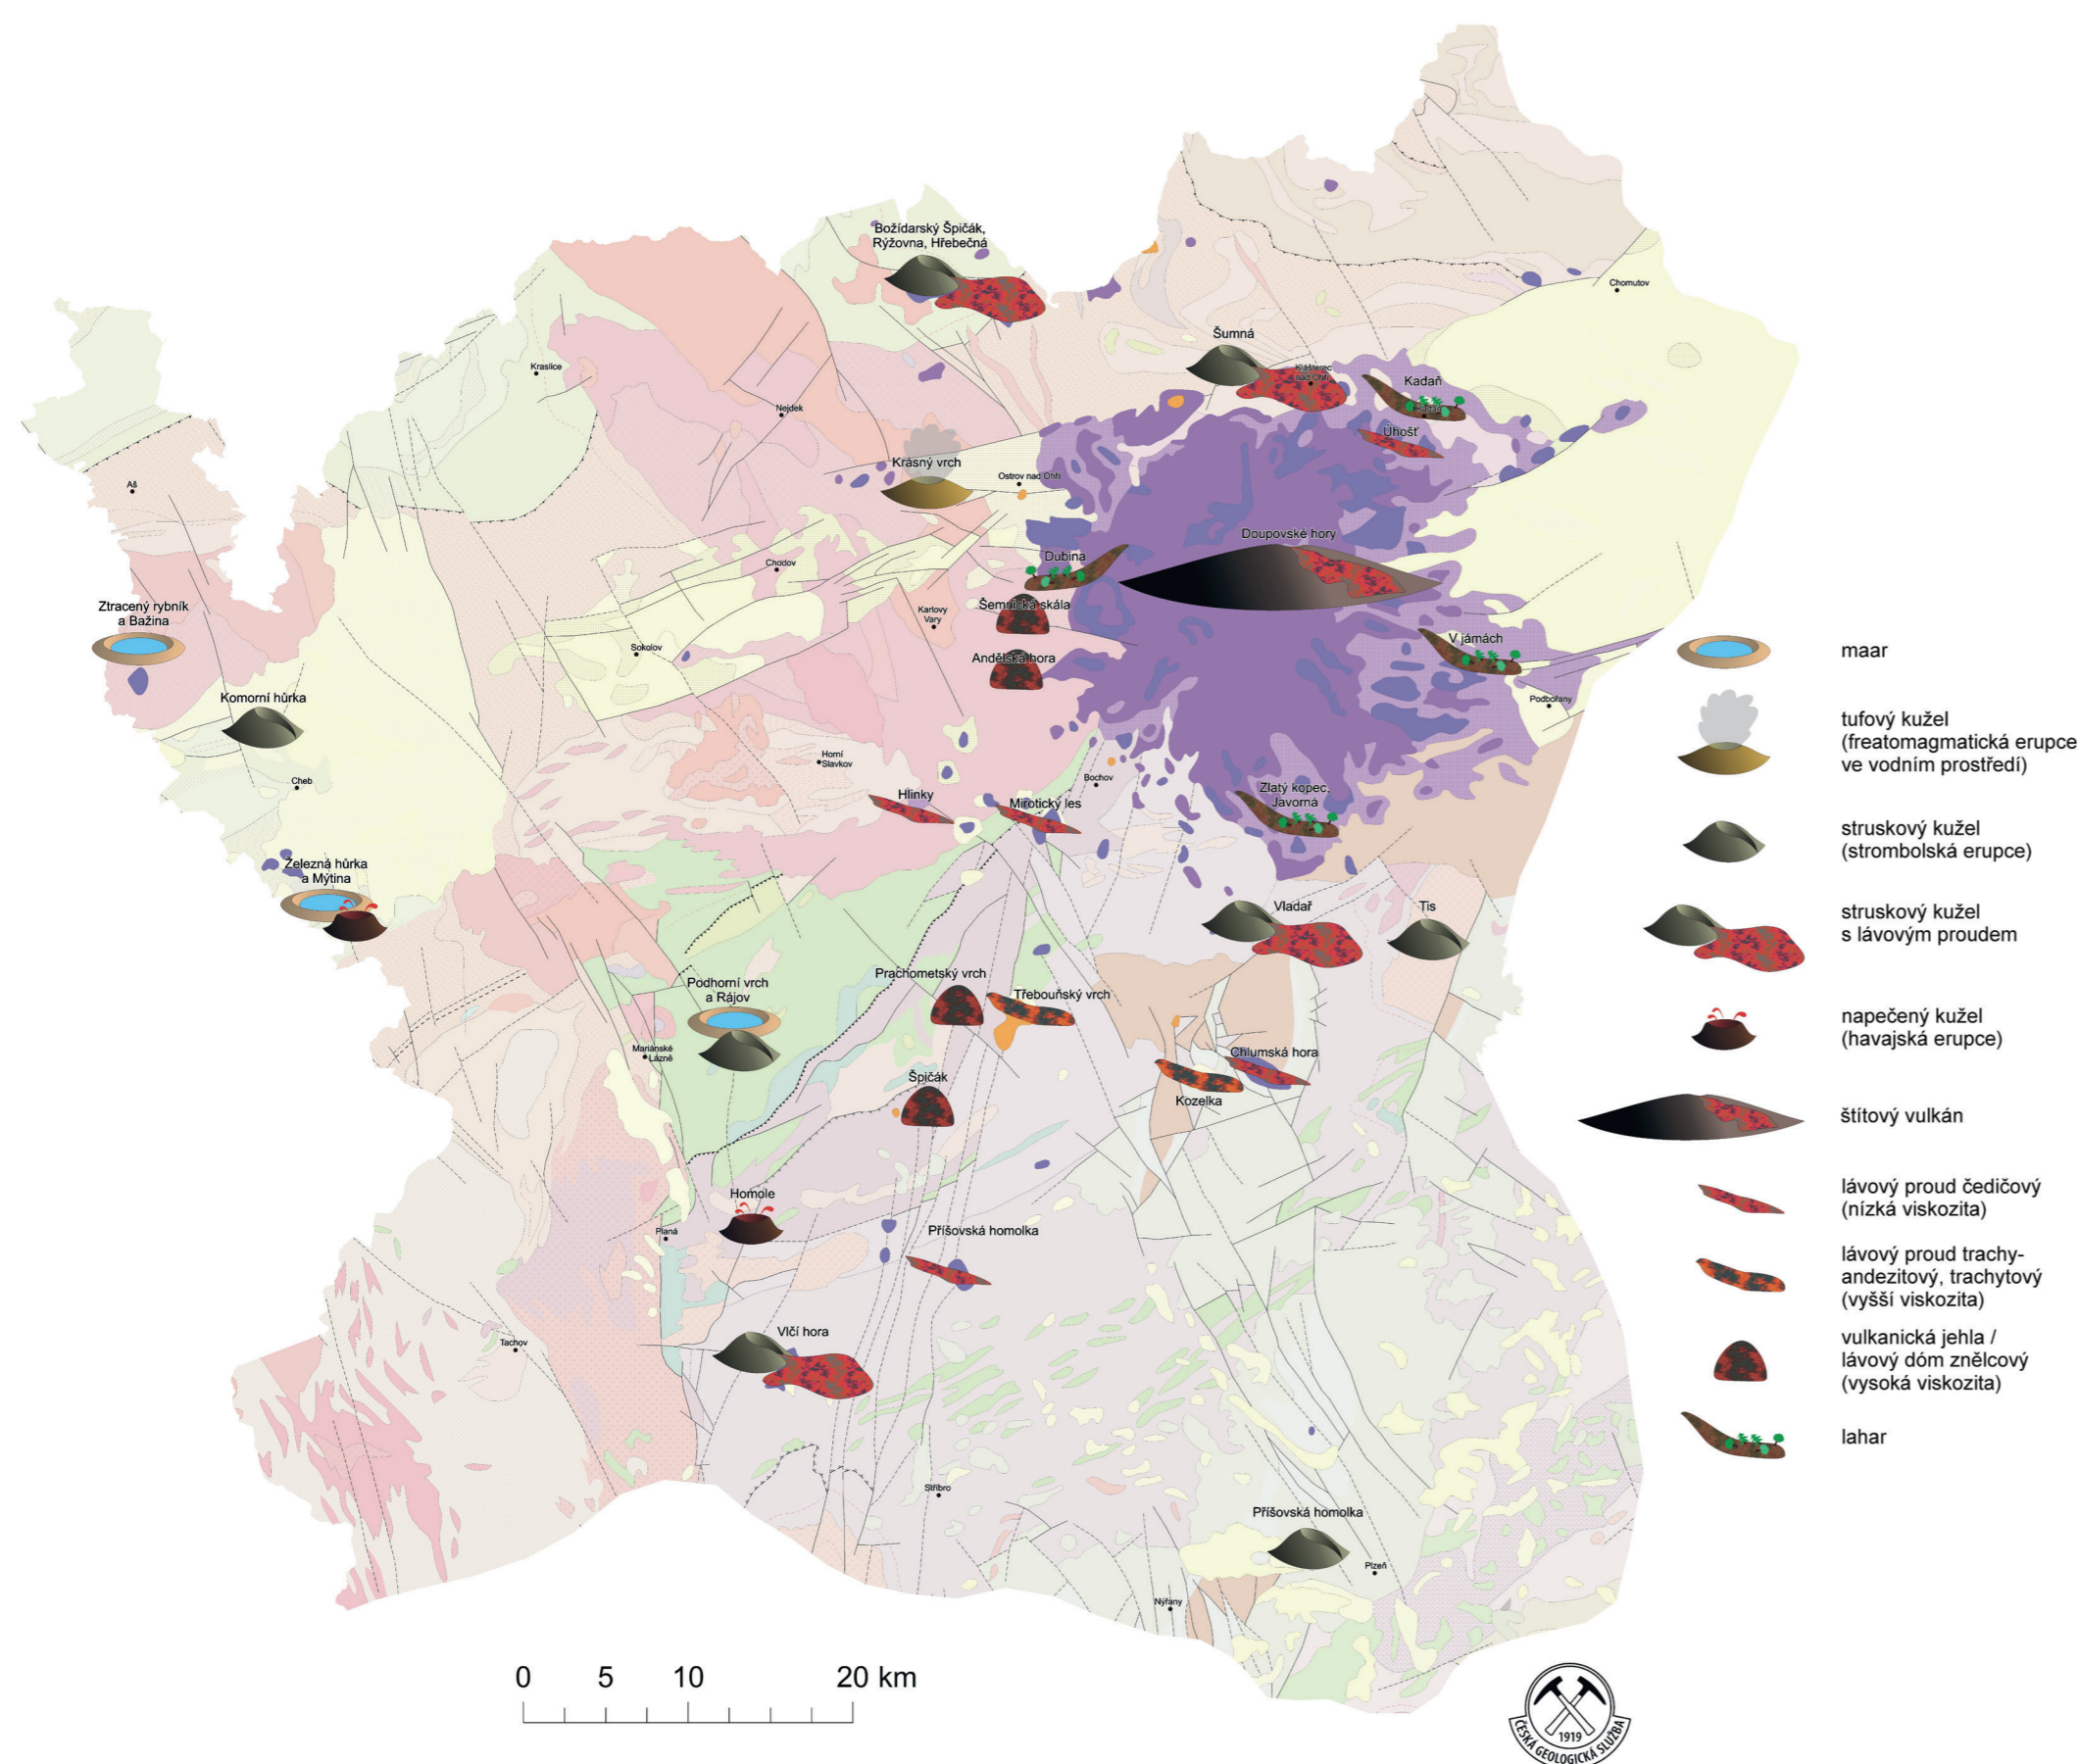 Božídarský Špičák,
Rýžovna, Hřebečná
Chomutov
Šumná
Klášterec
nad Ohří
Kadaň
Kadaň
Kraslice
Nejdek
Úhošť
Krásný vrch
Ostrov nad Ohří
Aš
Doupovské hory
Dubina
Chodov
Šemnická skála
Ztracený rybník
a Bažina
Karlovy
Vary
V jámách
Sokolov
Andělská hora
Komorní hůrka
Podbořany
Horní
Slavkov
Cheb
Bochov
Hlinky
Mirotický les
Zlatý kopec,
Javorná
Železná hůrka
a Mýtina
Vladař
Tis
Prachometský vrch
Podhorní vrch
a Rájov
Třebouňský vrch
Mariánské
Lázně
Chlumská hora
Špičák
Kozelka
Homole
Planá
Příšovská homolka
Vlčí hora
Tachov
Stříbro
Příšovská homolka
Plzeň
Nýřany
maar
tufový kužel
(freatomagmatická erupce
ve vodním prostředí)
struskový kužel
(strombolská erupce)
struskový kužel
s lávovým proudem
napečený kužel
(havajská erupce)
štítový vulkán
lávový proud čedičový
(nízká viskozita)
lávový proud trachy-
andezitový, trachytový
(vyšší viskozita)
vulkanická jehla /
lávový dóm znělcový
(vysoká viskozita)
lahar
0 5 10 20 km
1919
ČESKÁ GEOLOGICKÁ SLUŽBA